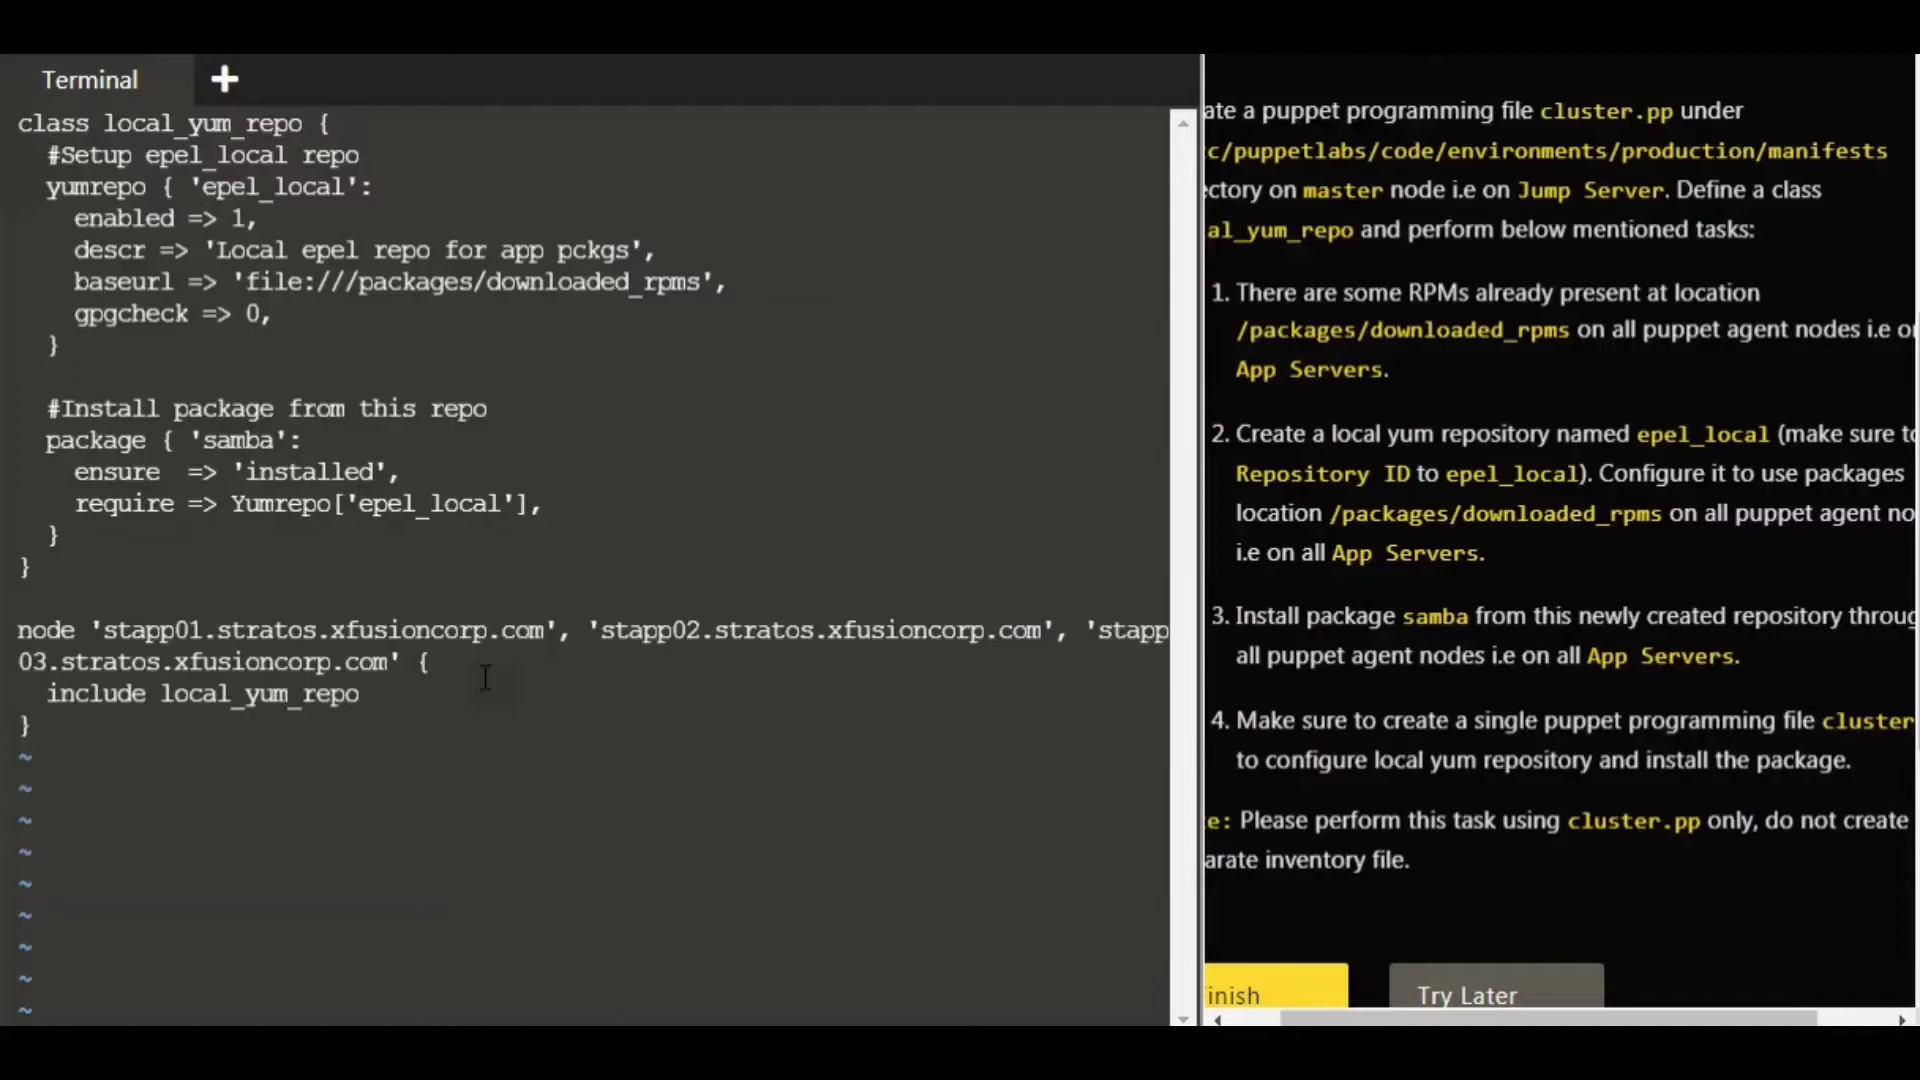 Terminal
class local_yum_repo {
#Setup epel_local repo
yumrepo { 'epel_local':
enabled => 1,
descr => 'Local epel repo for app pckgs',
baseurl => 'file:///packages/downloaded_rpms',
gpgcheck => 0,
}
#Install package from this repo
package { 'samba':
ensure => 'installed',
require => Yumrepo['epel_local'],
}
}
node 'stapp01.stratos.xfusioncorp.com', 'stapp02.stratos.xfusioncorp.com', 'stapp
03.stratos.xfusioncorp.com' {
include local_yum_repo
}
~
~
~
~
~
~
~
~
~
ate a puppet programming file cluster.pp under
c/puppetlabs/code/environments/production/manifests
ectory on master node i.e on Jump Server. Define a class
al_yum_repo and perform below mentioned tasks:
1. There are some RPMs already present at location
/packages/downloaded_rpms on all puppet agent nodes i.e on
App Servers.
2. Create a local yum repository named epel_local (make sure to
Repository ID to epel_local). Configure it to use packages
location /packages/downloaded_rpms on all puppet agent no
i.e on all App Servers.
3. Install package samba from this newly created repository throug
all puppet agent nodes i.e on all App Servers.
4. Make sure to create a single puppet programming file cluster
to configure local yum repository and install the package.
e: Please perform this task using cluster.pp only, do not create
arate inventory file.
inish
Try Later